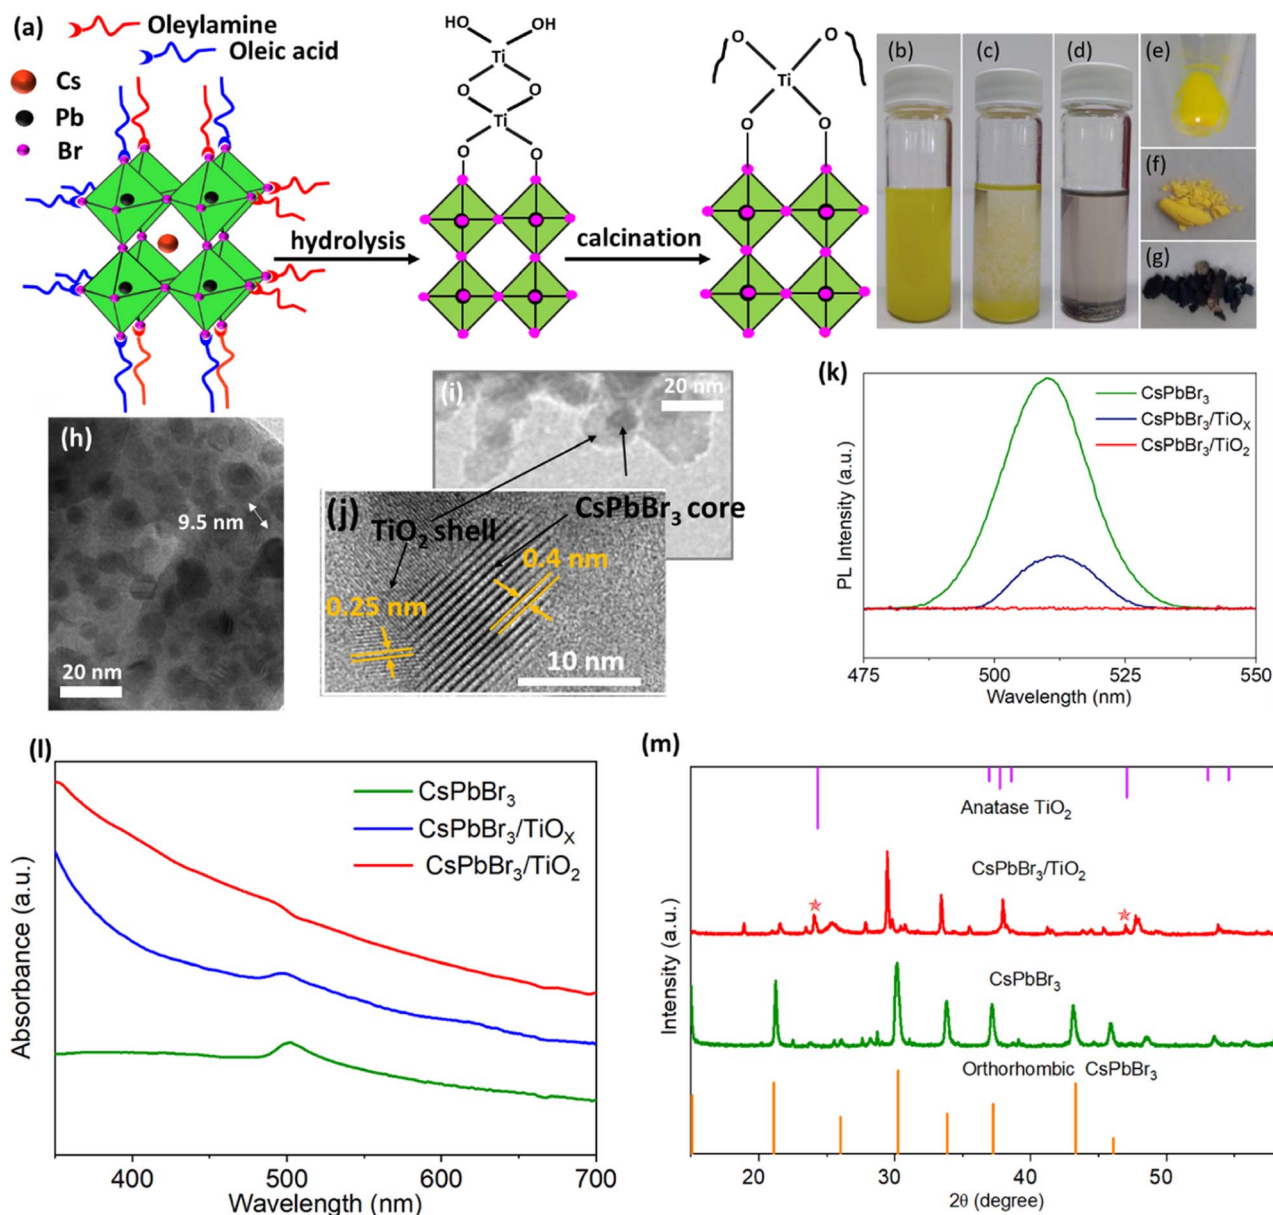 (a)
Oleylamine
Oleic acid
Cs
Pb
Br
hydrolysis
HO
OH
Ti
O
O
Ti
O
O
calcination
O
O
Ti
O
O
(b)
(c)
(d)
(e)
(f)
(g)
(h)
9.5 nm
20 nm
(i)
20 nm
(j)
TiO2 shell
CsPbBr3 core
0.4 nm
0.25 nm
10 nm
(k)
PL Intensity (a.u.)
CsPbBr3
CsPbBr3/TiOX
CsPbBr3/TiO2
475
500
525
550
Wavelength (nm)
(l)
Absorbance (a.u.)
CsPbBr3
CsPbBr3/TiOX
CsPbBr3/TiO2
400
500
600
700
Wavelength (nm)
(m)
Intensity (a.u.)
Anatase TiO2
CsPbBr3/TiO2
CsPbBr3
Orthorhombic CsPbBr3
20
30
40
50
2θ (degree)